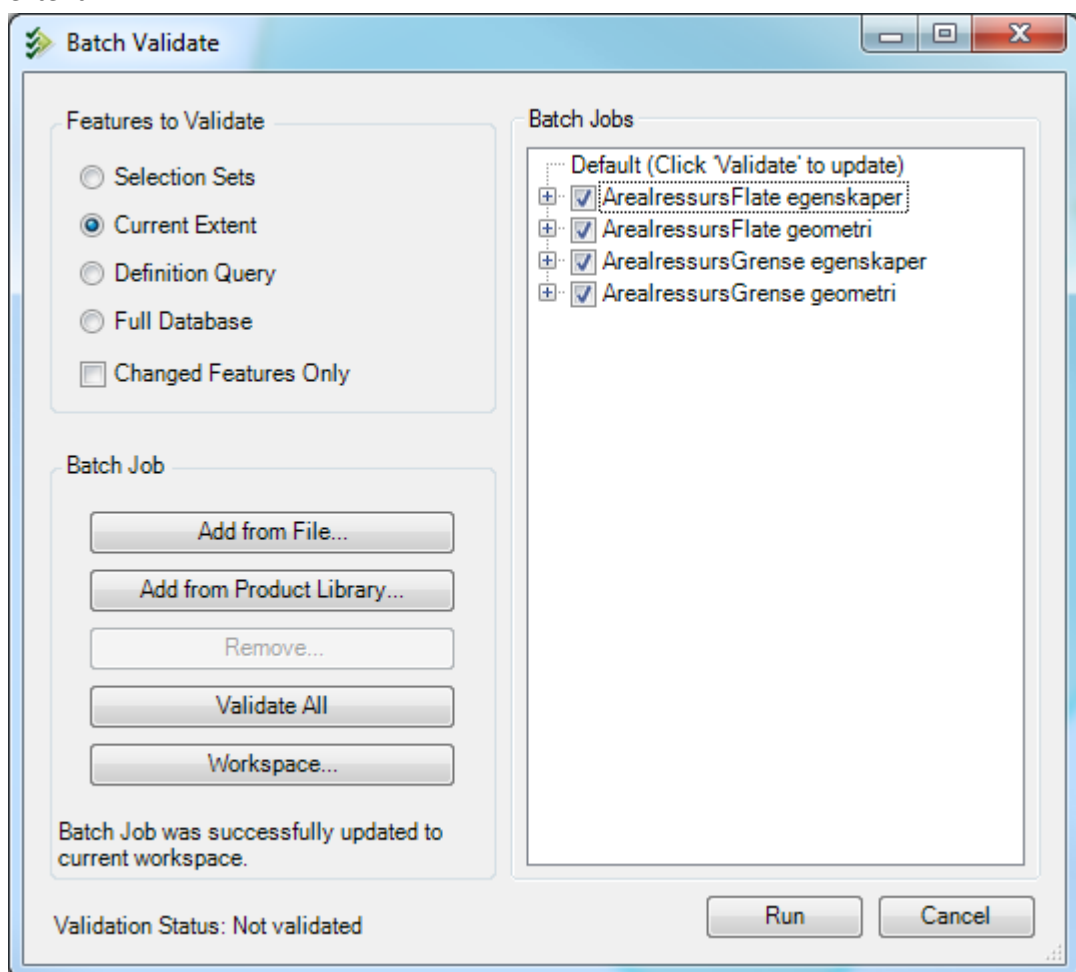 Batch Validate
Features to Validate
Selection Sets
Current Extent
Definition Query
Full Database
Changed Features Only
Batch Job
Add from File...
Add from Product Library...
Remove...
Validate All
Workspace...
Batch Job was successfully updated to
current workspace.
Validation Status: Not validated
Batch Jobs
Default (Click 'Validate' to update)
ArealressursFlate egenskaper
ArealressursFlate geometri
ArealressursGrense egenskaper
ArealressursGrense geometri
Run
Cancel